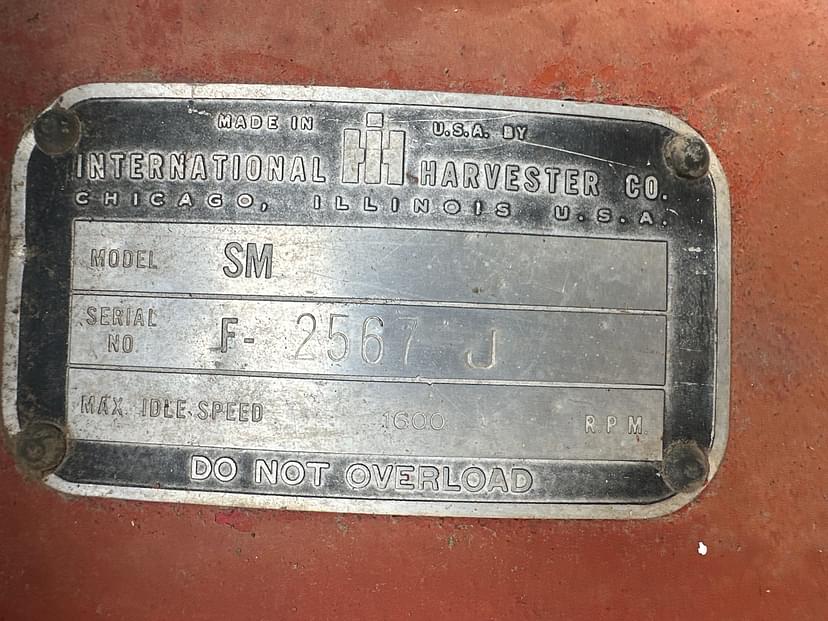 MADE IN U.S.A. BY
INTERNATIONAL IH HARVESTER CO.
CHICAGO, ILLINOIS U.S.A.
MODEL SM
SERIAL NO. F- 2567 J
MAX. IDLE SPEED 1600 R.P.M.
DO NOT OVERLOAD